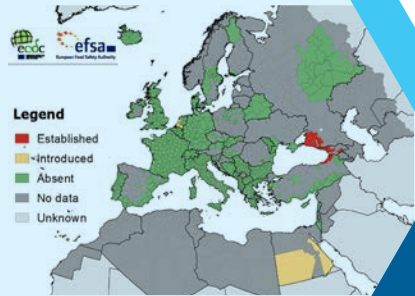 ecdc
efsa
European Food Safety Authority
Legend
Established
Introduced
Absent
No data
Unknown